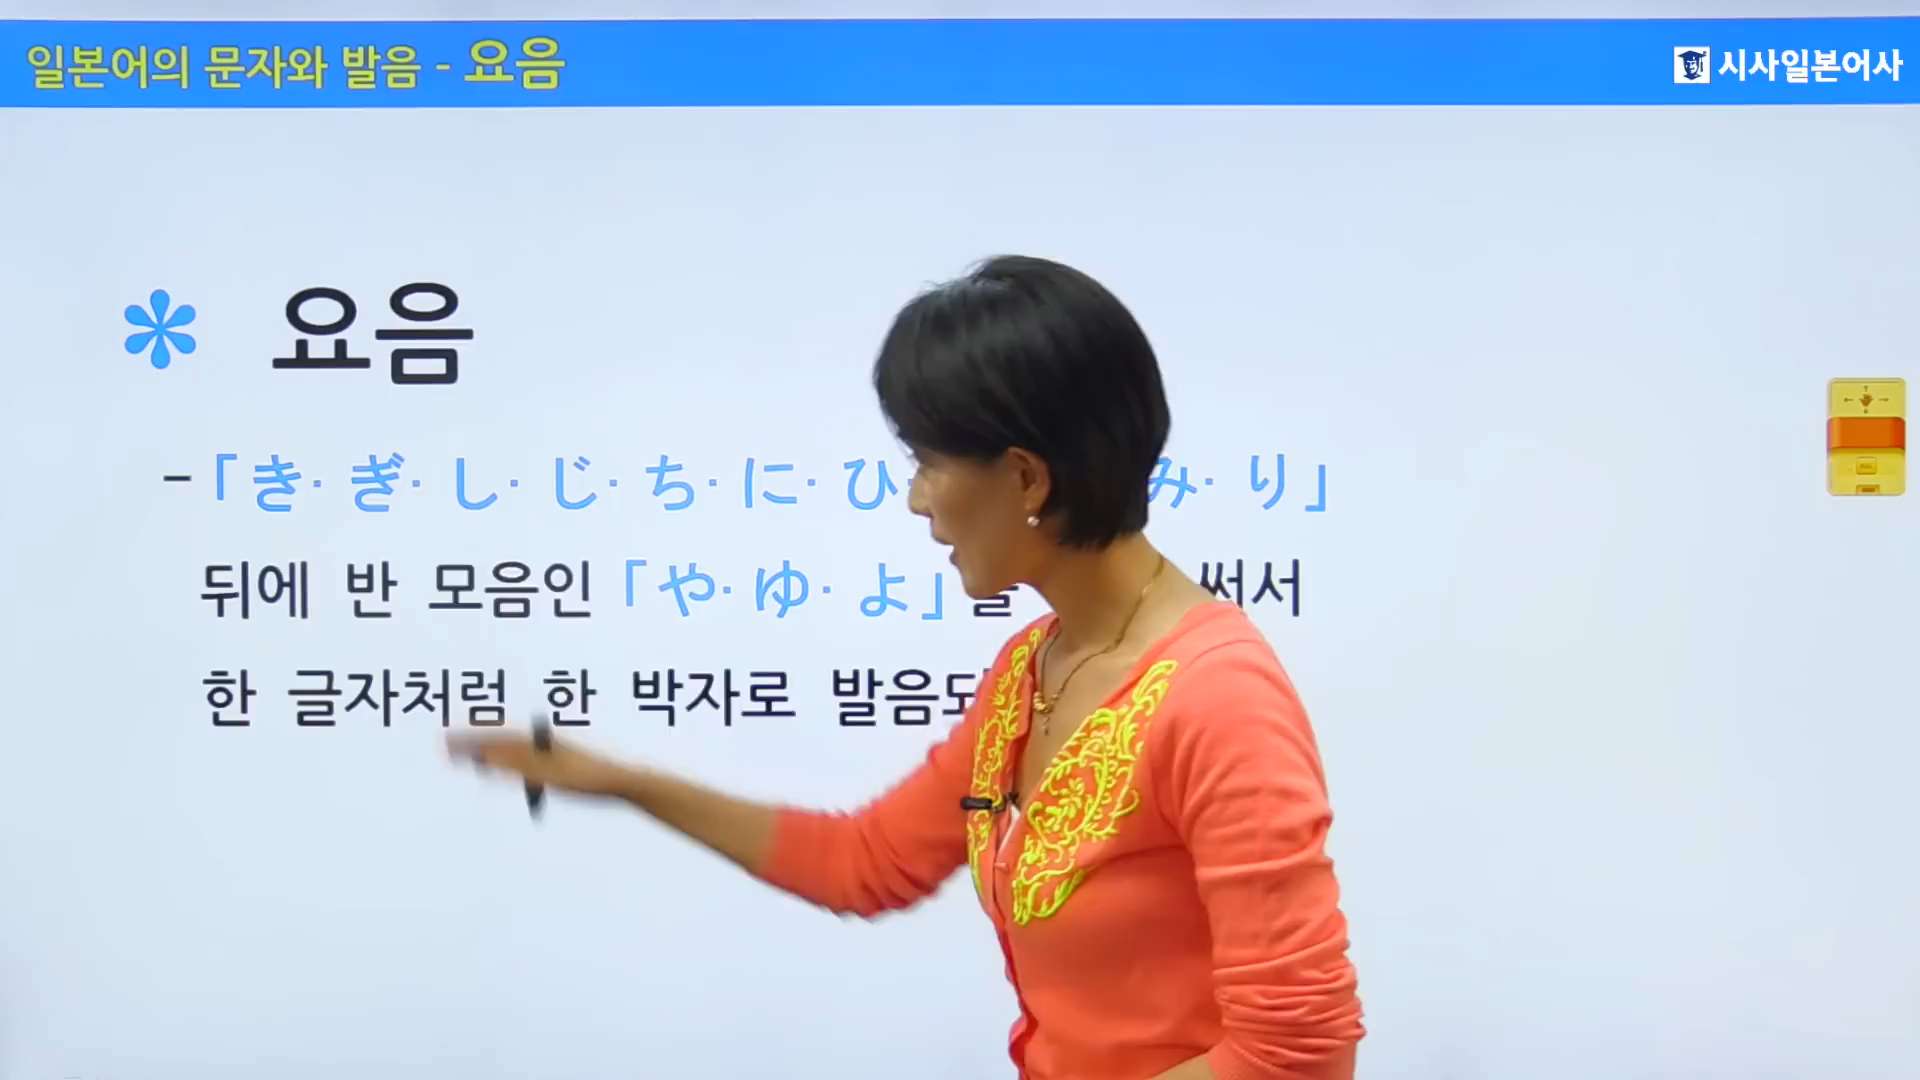 일본어의 문자와 발음 - 요음
시사일본어사
* 요음
-「き· ぎ· し· じ· ち· に· ひ· み· り」
뒤에 반 모음인 「や· ゆ· よ」를 써서
한 글자처럼 한 박자로 발음되